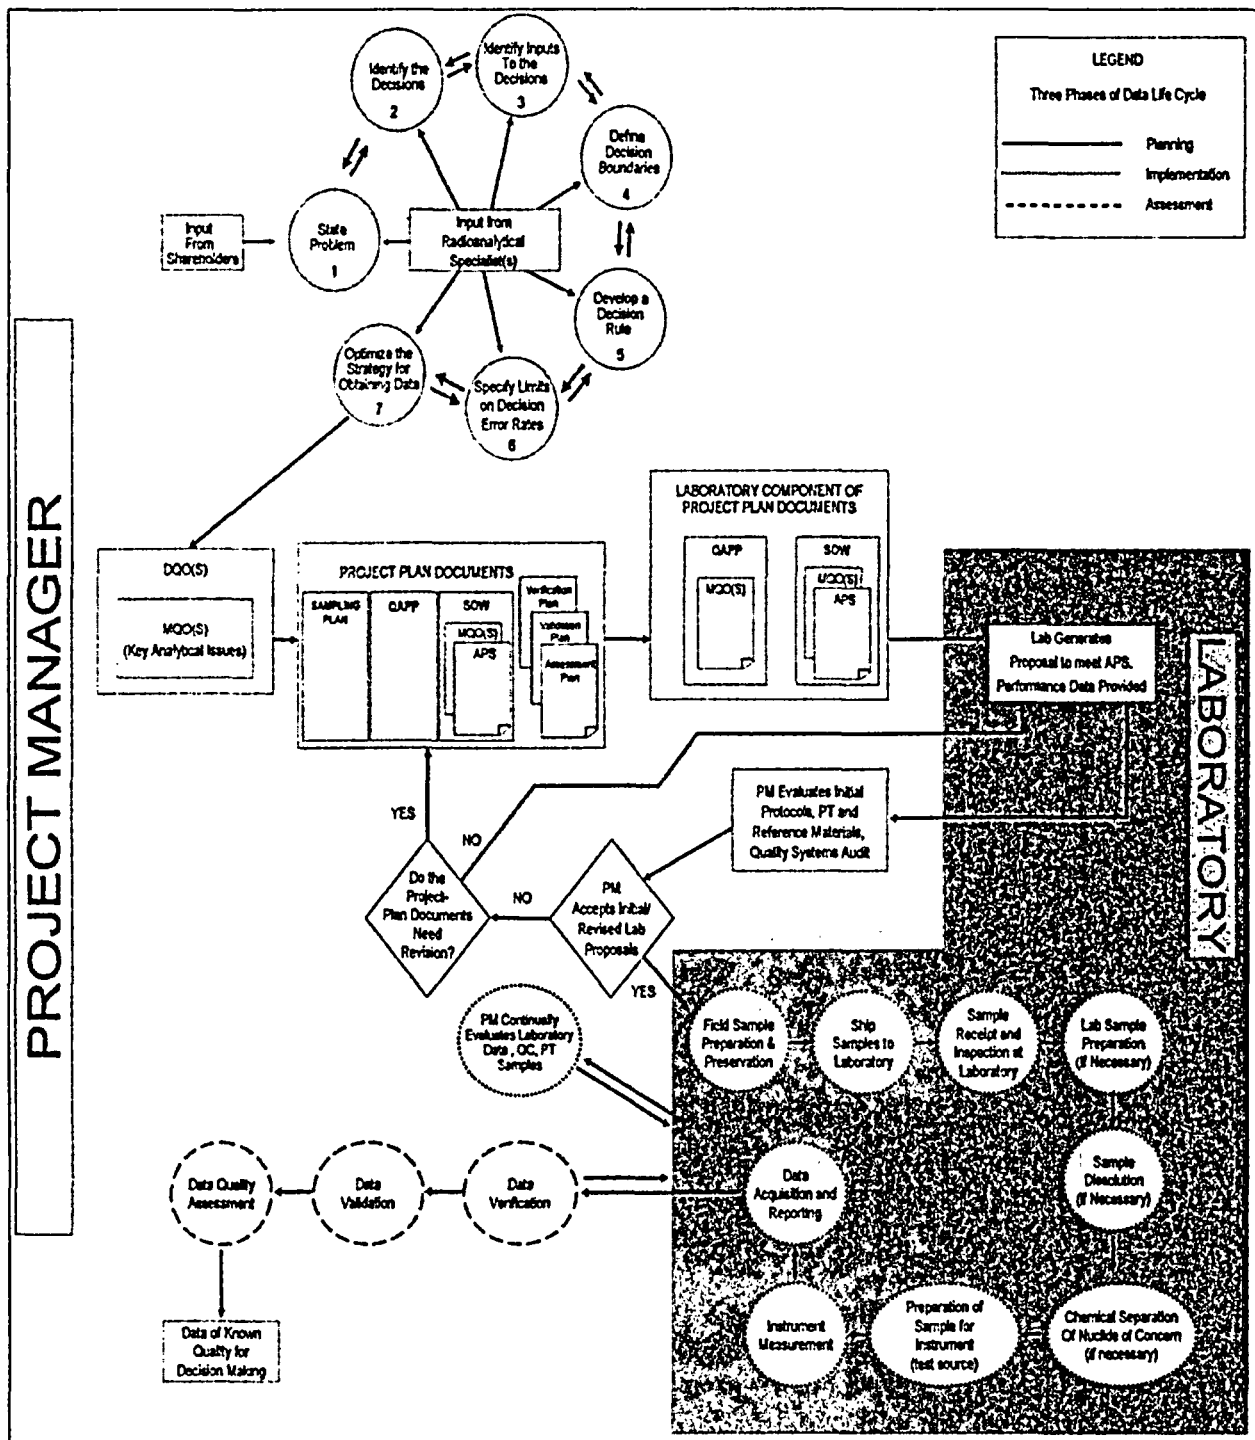 Identify the
Decisions
2
Identify Inputs
To the
Decisions
3
Define
Decision
Boundaries
4
LEGEND
Three Phases of Data Life Cycle
Planning
Implementation
Assessment
Input
From
Shareholders
State
Problem
1
Input from
Radioanalytical
Specialist(s)
Develop a
Decision
Rule
5
Optimize the
Strategy for
Obtaining Data
7
Specify Limits
on Decision
Error Rates
6
PROJECT MANAGER
DQO(S)
MQO(S)
(Key Analytical Issues)
PROJECT PLAN DOCUMENTS
SAMPLING
PLAN
QAPP
SOW
MQO(S)
APS
Verification
Plan
Validation
Plan
Assessment
Plan
LABORATORY COMPONENT OF
PROJECT PLAN DOCUMENTS
QAPP
MQO(S)
SOW
MQO(S)
APS
Lab Generates
Proposal to meet APS,
Performance Data Provided
LABORATORY
PM Evaluates Initial
Protocols, PT and
Reference Materials,
Quality Systems Audit
YES
NO
Do the
Project-
Plan Documents
Need
Revision?
NO
PM
Accepts Initial/
Revised Lab
Proposals
YES
PM Continually
Evaluates Laboratory
Data , QC, PT
Samples
Field Sample
Preparation &
Preservation
Ship
Samples to
Laboratory
Sample
Receipt and
Inspection at
Laboratory
Lab Sample
Preparation
(If Necessary)
Data Quality
Assessment
Data
Validation
Data
Verification
Data
Acquisition and
Reporting
Sample
Dissolution
(If Necessary)
Data of Known
Quality for
Decision Making
Instrument
Measurement
Preparation of
Sample for
Instrument
(test source)
Chemical Separation
Of Nuclide of Concern
(if necessary)